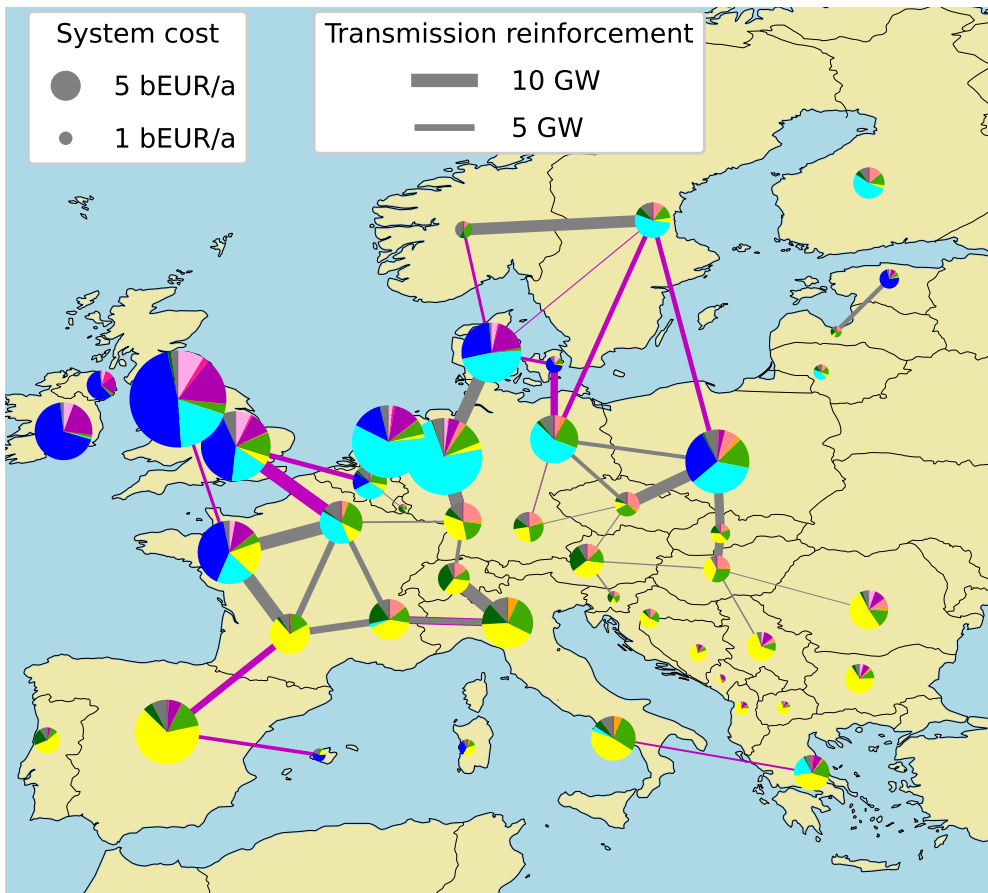 System cost
5 bEUR/a
1 bEUR/a
Transmission reinforcement
10 GW
5 GW